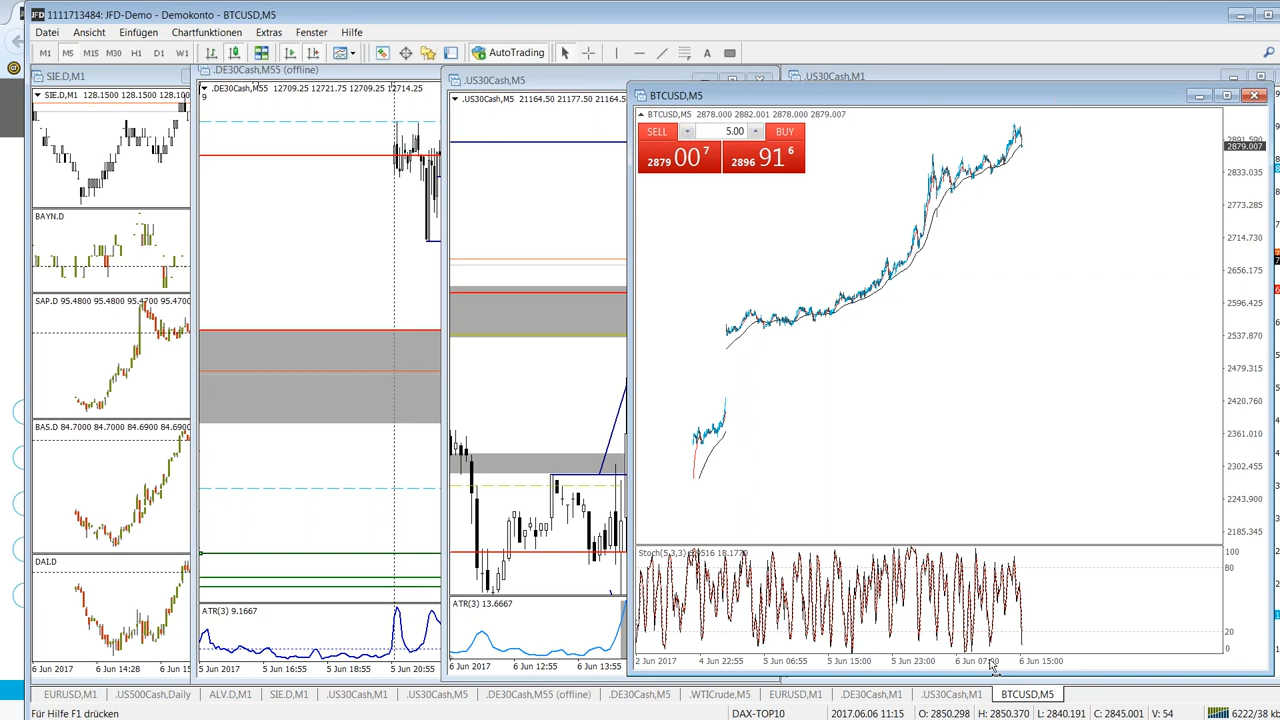 1111713484: JFD-Demo - Demokonto - BTCUSD,M5
Datei Ansicht Einfügen Chartfunktionen Extras Fenster Hilfe
M1 M5 M15 M30 H1 D1 W1 AutoTrading A
SIE.D,M1
SIE.D,M1 128.1500 128.1500 128.100
BAYN.D
SAP.D 95.4800 95.4800 95.4700 95.4700
BAS.D 84.7000 84.7000 84.6900
DAI.D
6 Jun 2017 6 Jun 14:28 6 Jun 15
.DE30Cash,M55 (offline)
.DE30Cash,M55 12709.25 12721.75 12709.25 12714.25
9
ATR(3) 9.1667
5 Jun 2017 5 Jun 16:55 5 Jun 18:55 5 Jun 20:55
.US30Cash,M5
.US30Cash,M5 21164.50 21177.50 21164.50
ATR(3) 13.6667
6 Jun 2017 6 Jun 12:55 6 Jun 13:55
.US30Cash,M1
BTCUSD,M5
BTCUSD,M5 2878.000 2882.001 2878.000 2879.007
SELL 5.00 BUY
2879 00 7 2896 91 6
2891.590
2879.007
2833.035
2773.285
2714.730
2656.175
2596.425
2537.870
2479.315
2420.760
2361.010
2302.455
2243.900
2185.345
100
80
20
0
2 Jun 2017 4 Jun 22:55 5 Jun 06:55 5 Jun 15:00 5 Jun 23:00 6 Jun 07:00 6 Jun 15:00
EURUSD,M1 .US500Cash,Daily ALV.D,M1 SIE.D,M1 .US30Cash,M1 .US30Cash,M5 .DE30Cash,M55 (offline) .DE30Cash,M5 .WTICrude,M5 EURUSD,M1 .DE30Cash,M1 .US30Cash,M1 BTCUSD,M5
Für Hilfe F1 drücken DAX-TOP10 2017.06.06 11:15 O: 2850.298 H: 2850.370 L: 2840.191 C: 2845.001 V: 54 6222/38 kb